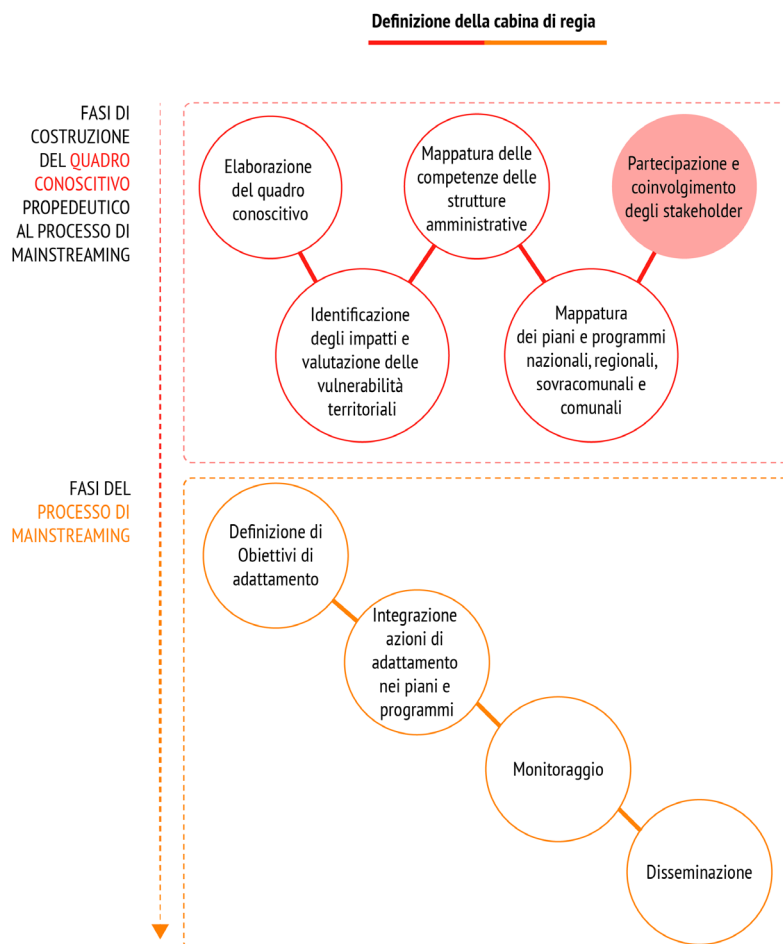 Definizione della cabina di regia
FASI DI
COSTRUZIONE
DEL QUADRO
CONOSCITIVO
PROPEDEUTICO
AL PROCESSO DI
MAINSTREAMING
Elaborazione
del quadro
conoscitivo
Identificazione
degli impatti e
valutazione delle
vulnerabilità
territoriali
Mappatura delle
competenze delle
strutture
amministrative
Mappatura
dei piani e programmi
nazionali, regionali,
sovracomunali e
comunali
Partecipazione e
coinvolgimento
degli stakeholder
FASI DEL
PROCESSO DI
MAINSTREAMING
Definizione di
Obiettivi di
adattamento
Integrazione
azioni di
adattamento
nei piani e
programmi
Monitoraggio
Disseminazione